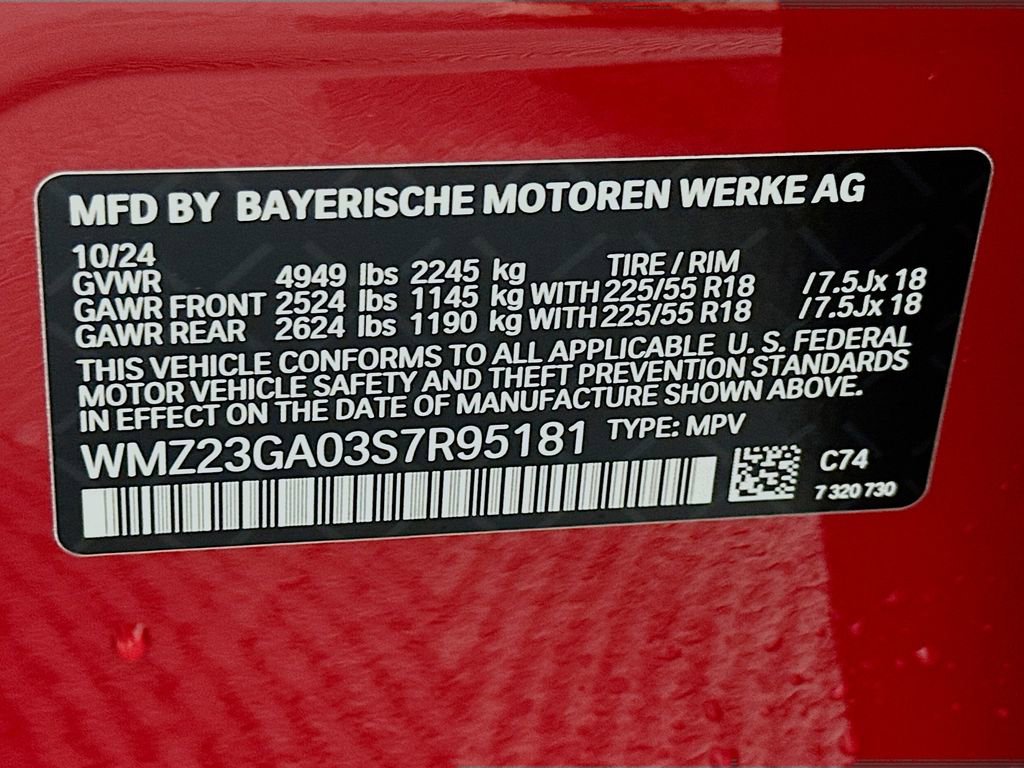 MFD BY BAYERISCHE MOTOREN WERKE AG
10/24
GVWR 4949 lbs 2245 kg TIRE / RIM
GAWR FRONT 2524 lbs 1145 kg WITH 225/55 R18 /7.5Jx 18
GAWR REAR 2624 lbs 1190 kg WITH 225/55 R18 /7.5Jx 18
THIS VEHICLE CONFORMS TO ALL APPLICABLE U. S. FEDERAL
MOTOR VEHICLE SAFETY AND THEFT PREVENTION STANDARDS
IN EFFECT ON THE DATE OF MANUFACTURE SHOWN ABOVE.
WMZ23GA03S7R95181 TYPE: MPV
C74
7 320 730